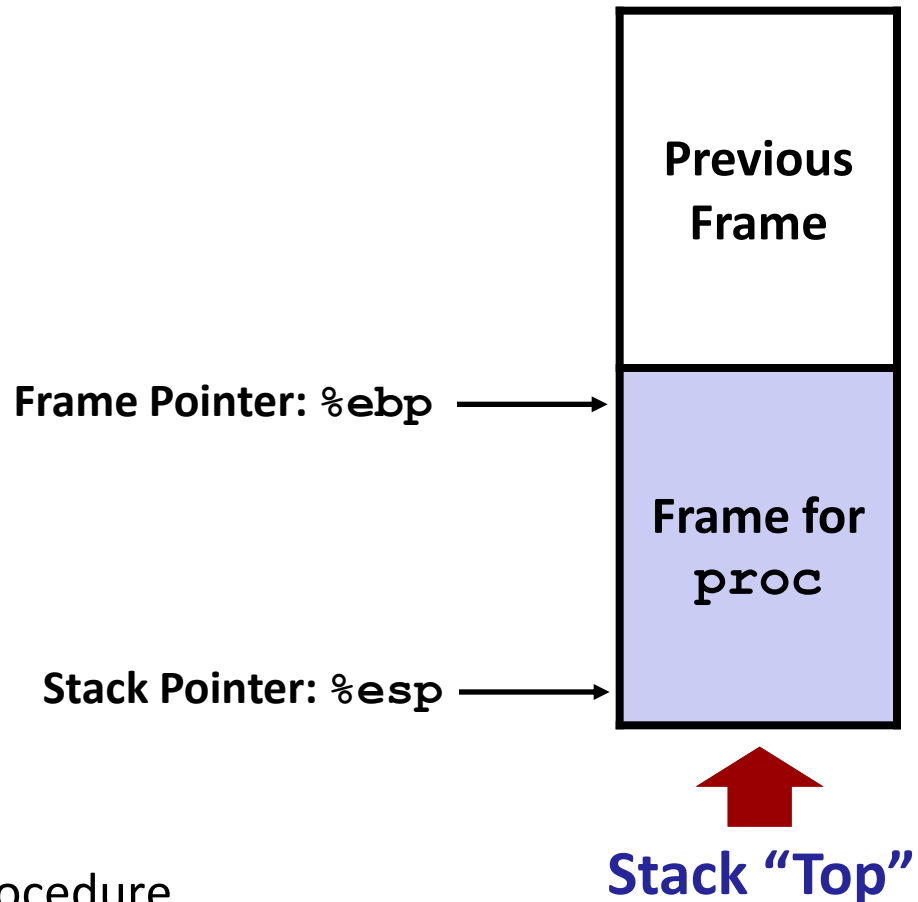 Previous
Frame
Frame Pointer: %ebp
Frame for
proc
Stack Pointer: %esp
Stack “Top”